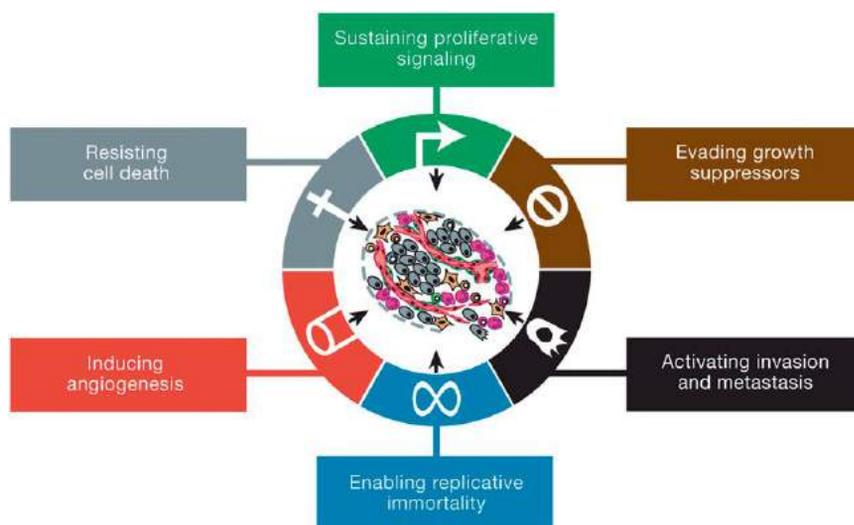 Sustaining proliferative
signaling
Resisting
cell death
Evading growth
suppressors
Inducing
angiogenesis
Activating invasion
and metastasis
Enabling replicative
immortality